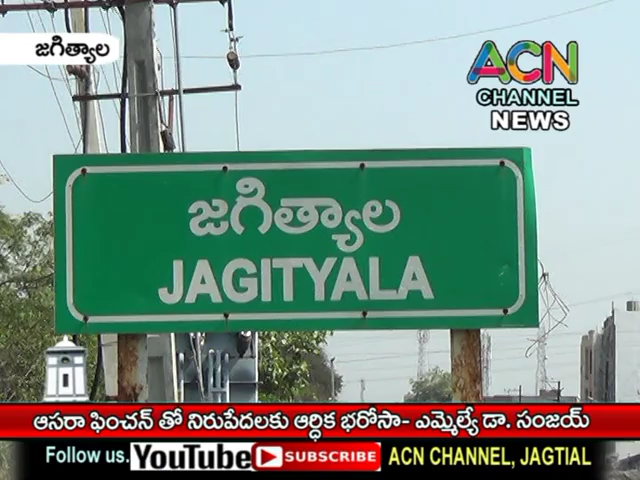 జగిత్యాల
ACN
CHANNEL
NEWS
జగిత్యాల
JAGITYALA
ఆసరా ఫించన్ తో నిరుపేదలకు ఆర్ధిక భరోసా- ఎమ్మెల్యే డా. సంజయ్
Follow us. YouTube SUBSCRIBE ACN CHANNEL, JAGTIAL